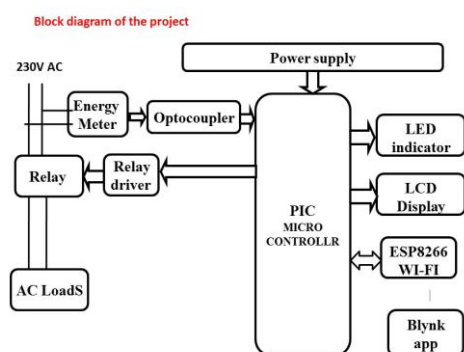 Block diagram of the project
Power supply
230V AC
Energy
Meter
Optocoupler
LED
indicator
Relay
Relay
driver
LCD
Display
PIC
MICRO
CONTROLLR
ESP8266
WI-FI
AC LoadS
Blynk
app